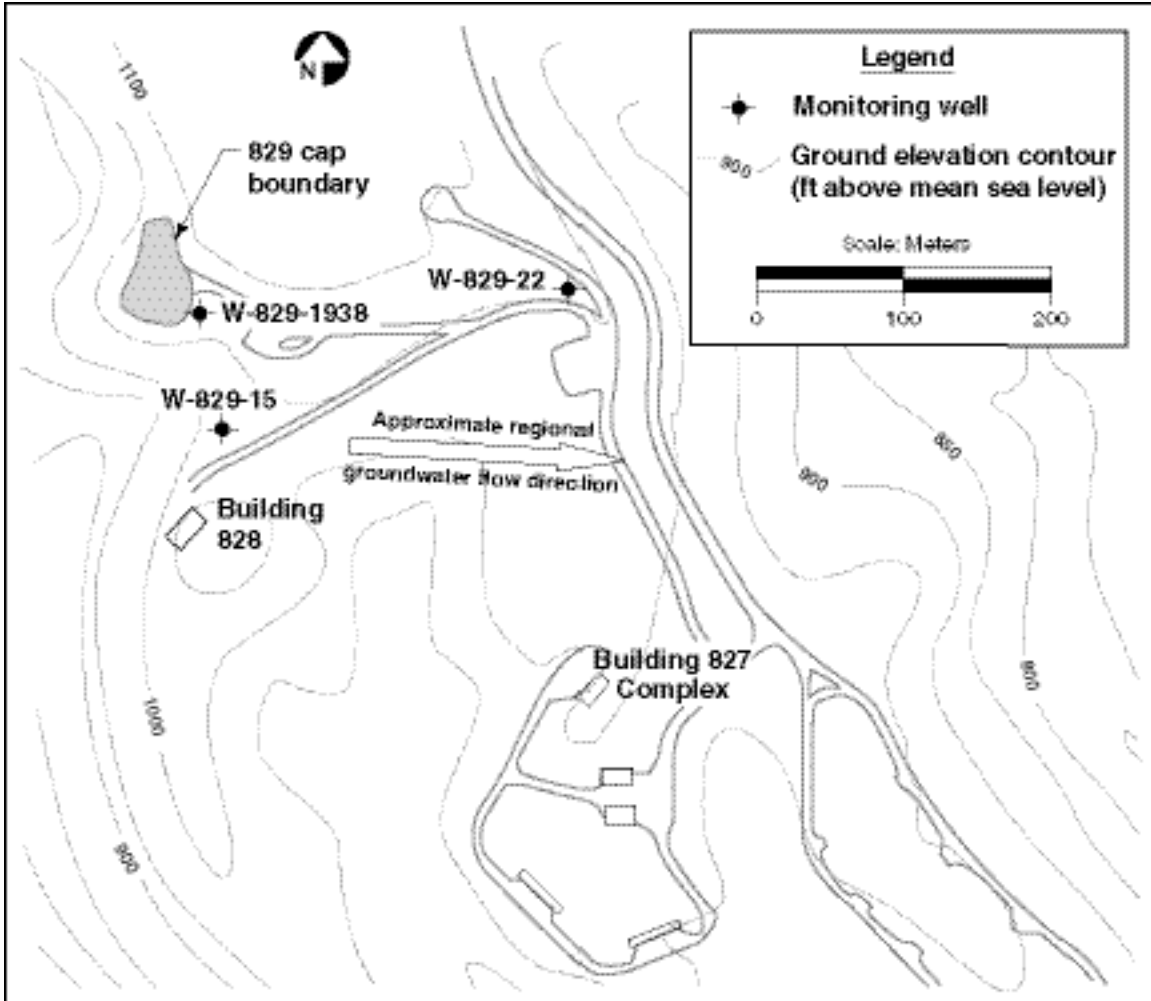 N
1100
829 cap
boundary
W-829-22
W-829-1938
W-829-15
Approximate regional
groundwater flow direction
Building
828
Building 827
Complex
1000
900
850
900
800
Legend
Monitoring well
900
Ground elevation contour
(ft above mean sea level)
Scale: Meters
0
100
200